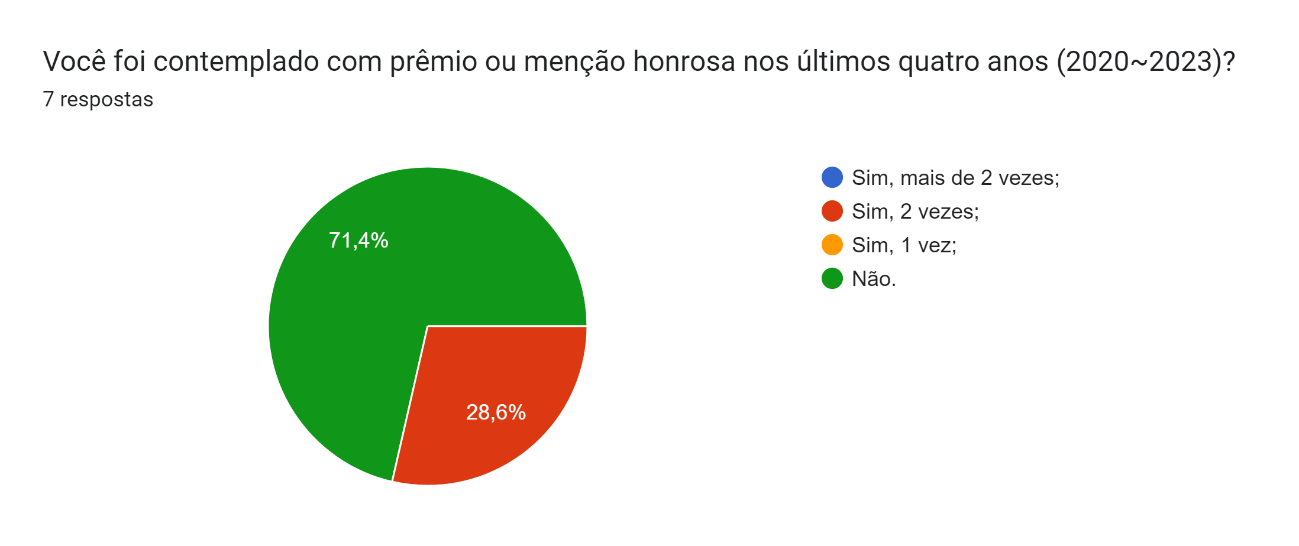 Você foi contemplado com prêmio ou menção honrosa nos últimos quatro anos (2020~2023)?
7 respostas
71,4%
28,6%
Sim, mais de 2 vezes;
Sim, 2 vezes;
Sim, 1 vez;
Não.